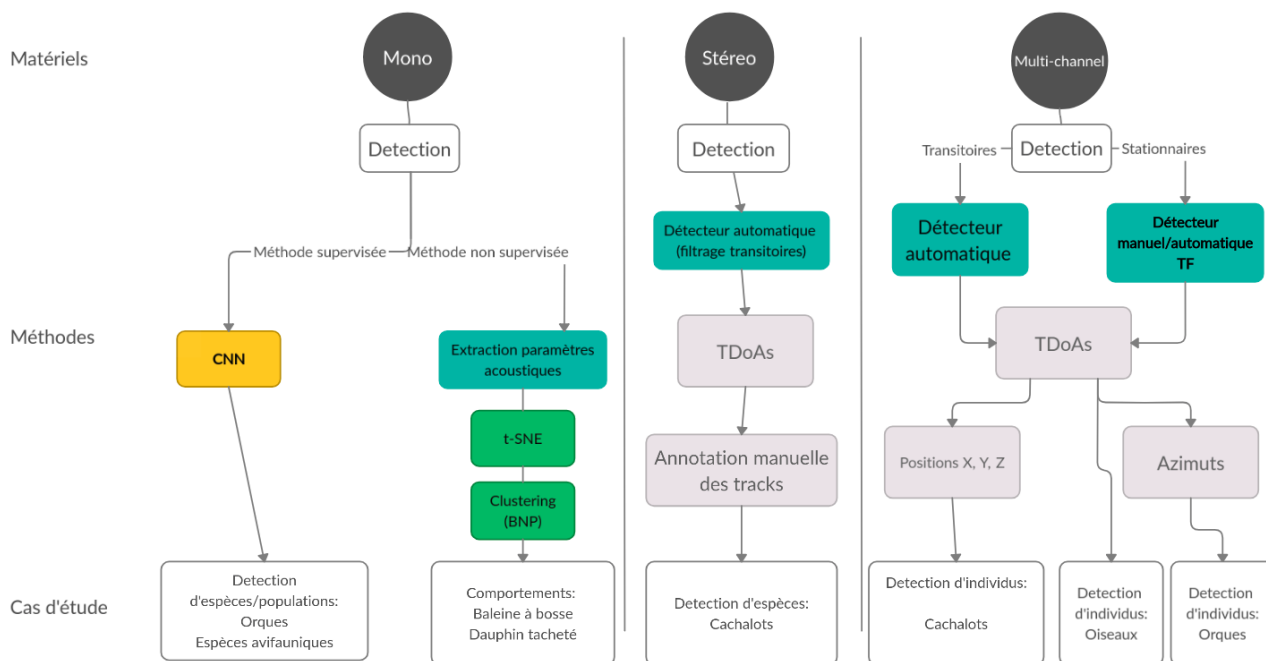 Matériels
Mono
Stéreo
Multi-channel
Detection
Detection
Transitoires
Detection
Stationnaires
Méthode supervisée
Méthode non supervisée
Détecteur automatique
(filtrage transitoires)
Détecteur
automatique
Détecteur
manuel/automatique
TF
Méthodes
CNN
Extraction paramètres
acoustiques
TDoAs
TDoAs
t-SNE
Clustering
(BNP)
Annotation manuelle
des tracks
Positions X, Y, Z
Azimuts
Cas d'étude
Detection
d'espèces/populations:
Orques
Espèces avifauniques
Comportements:
Baleine à bosse
Dauphin tacheté
Detection d'espèces:
Cachalots
Detection d'individus:
Cachalots
Detection
d'individus:
Oiseaux
Detection
d'individus:
Orques